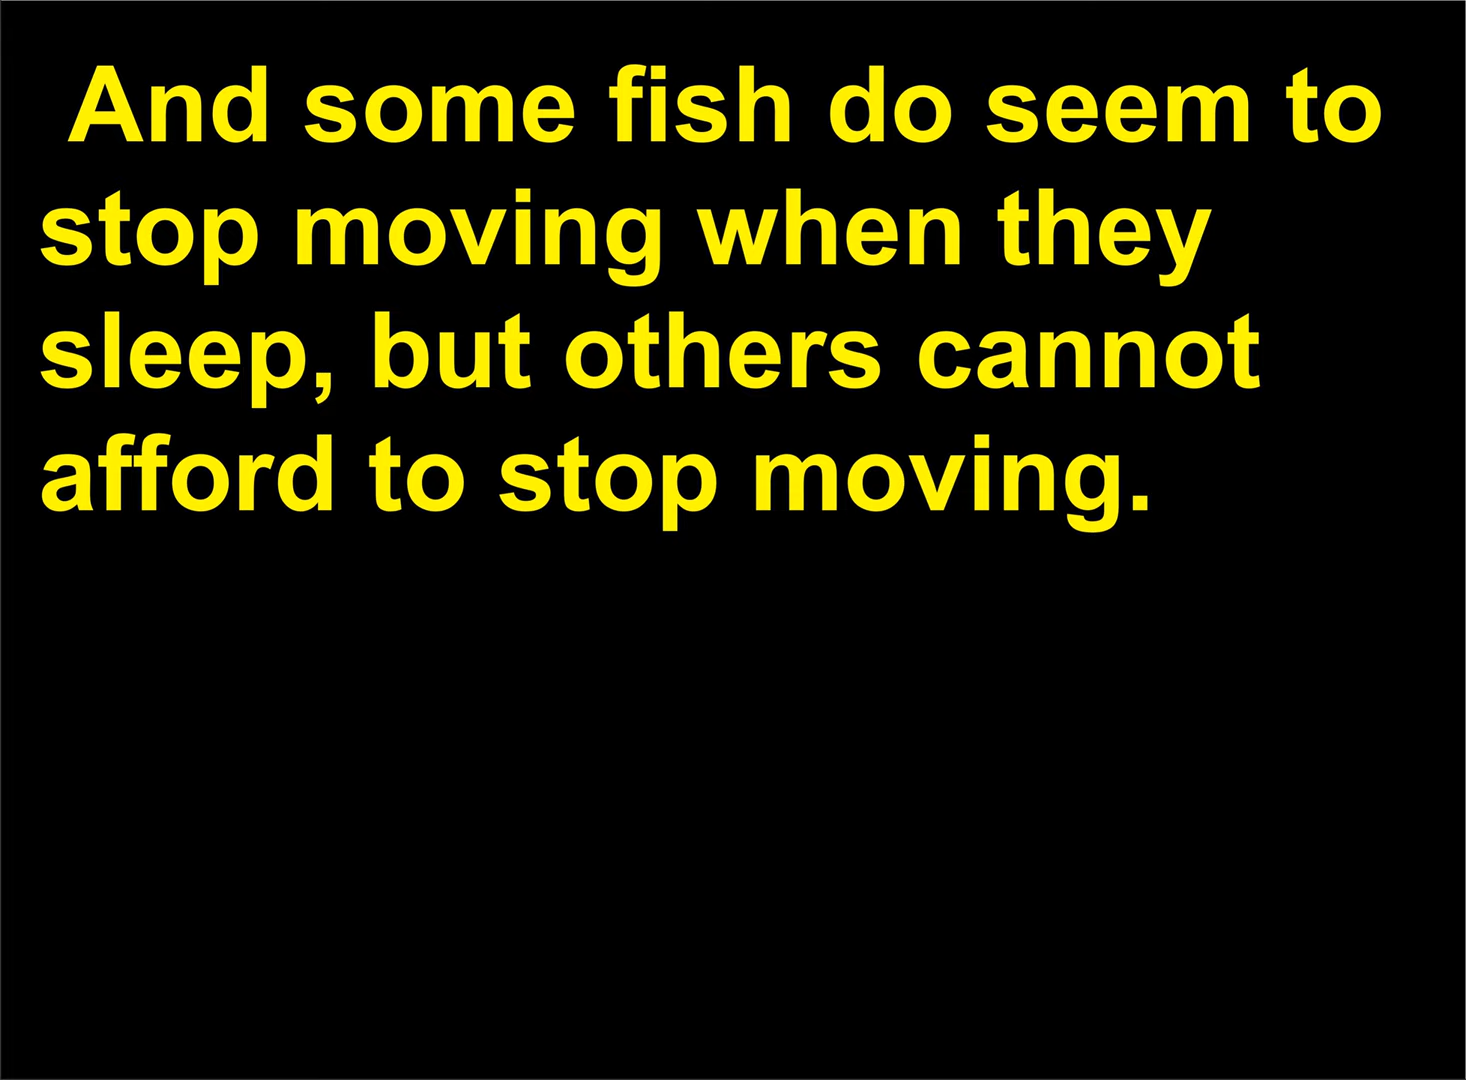 And some fish do seem to
stop moving when they
sleep, but others cannot
afford to stop moving.